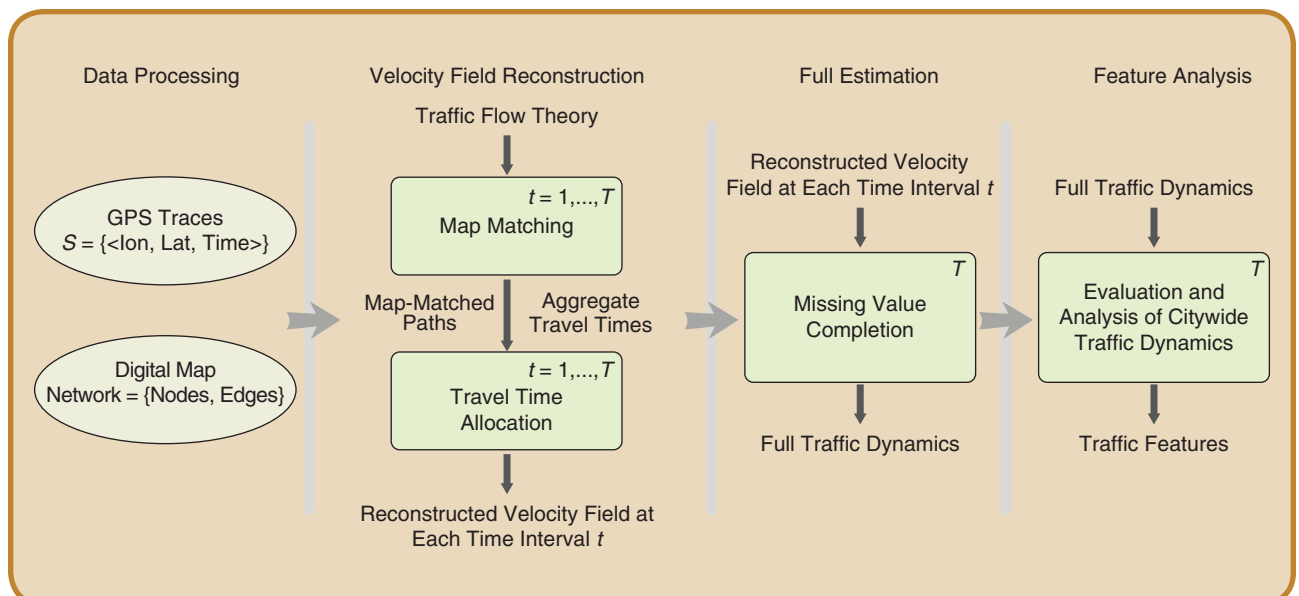 Data Processing
GPS Traces
S = {<lon, Lat, Time>}
Digital Map
Network = {Nodes, Edges}
Velocity Field Reconstruction
Traffic Flow Theory
t = 1,...,T
Map Matching
Map-Matched
Paths
Aggregate
Travel Times
t = 1,...,T
Travel Time
Allocation
Reconstructed Velocity Field at
Each Time Interval t
Full Estimation
Reconstructed Velocity
Field at Each Time Interval t
T
Missing Value
Completion
Full Traffic Dynamics
Feature Analysis
Full Traffic Dynamics
T
Evaluation and
Analysis of Citywide
Traffic Dynamics
Traffic Features